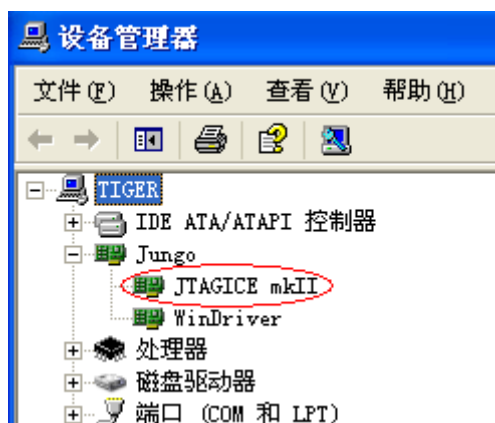 设备管理器
文件(F) 操作(A) 查看(V) 帮助(H)
TIGER
IDE ATA/ATAPI 控制器
Jungo
JTAGICE mkII
WinDriver
处理器
磁盘驱动器
端口 (COM 和 LPT)